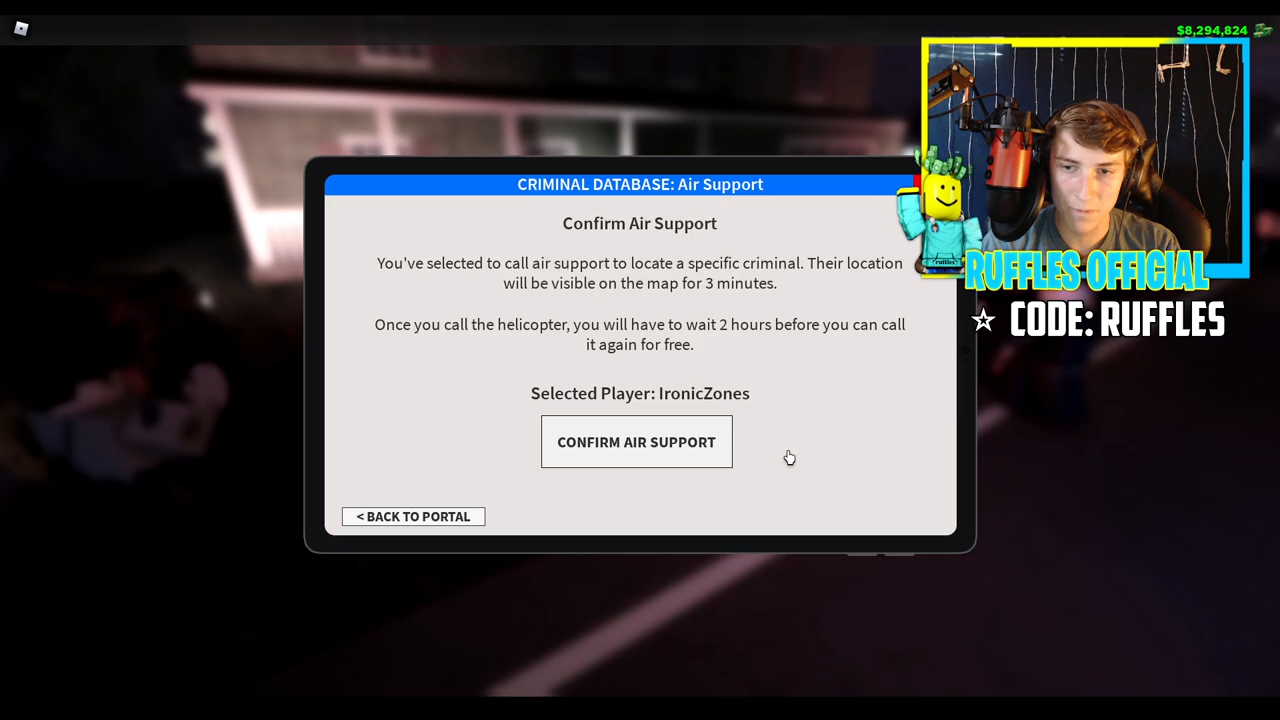 $8,294,824
CRIMINAL DATABASE: Air Support
Confirm Air Support
You've selected to call air support to locate a specific criminal. Their location
will be visible on the map for 3 minutes.
Once you call the helicopter, you will have to wait 2 hours before you can call
it again for free.
Selected Player: IronicZones
CONFIRM AIR SUPPORT
< BACK TO PORTAL
ruffles
RUFFLES OFFICIAL
CODE: RUFFLES